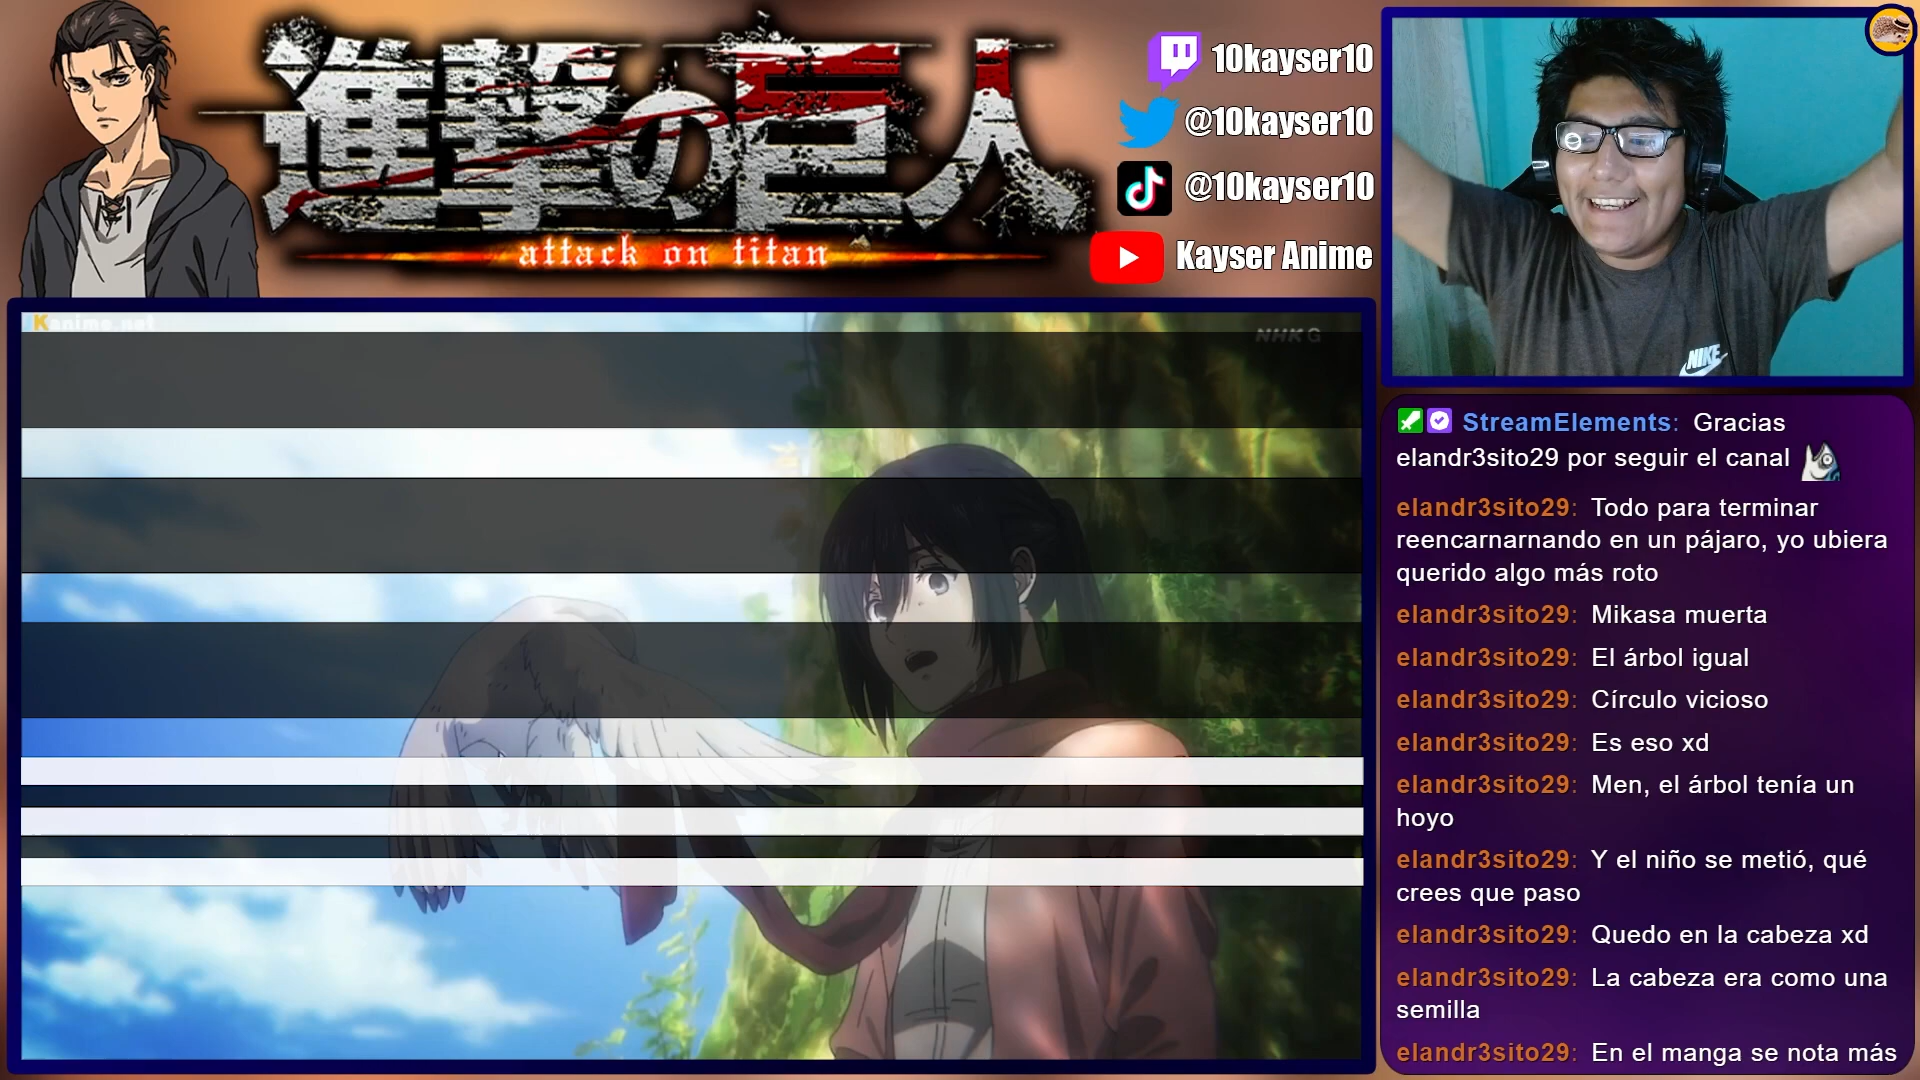 進撃の巨人
attack on titan
10kayser10
@10kayser10
@10kayser10
Kayser Anime
NIKE
Kanime.net
NHK G
StreamElements: Gracias
elandr3sito29 por seguir el canal
elandr3sito29: Todo para terminar
reencarnarnando en un pájaro, yo ubiera
querido algo más roto
elandr3sito29: Mikasa muerta
elandr3sito29: El árbol igual
elandr3sito29: Círculo vicioso
elandr3sito29: Es eso xd
elandr3sito29: Men, el árbol tenía un
hoyo
elandr3sito29: Y el niño se metió, qué
crees que paso
elandr3sito29: Quedo en la cabeza xd
elandr3sito29: La cabeza era como una
semilla
elandr3sito29: En el manga se nota más